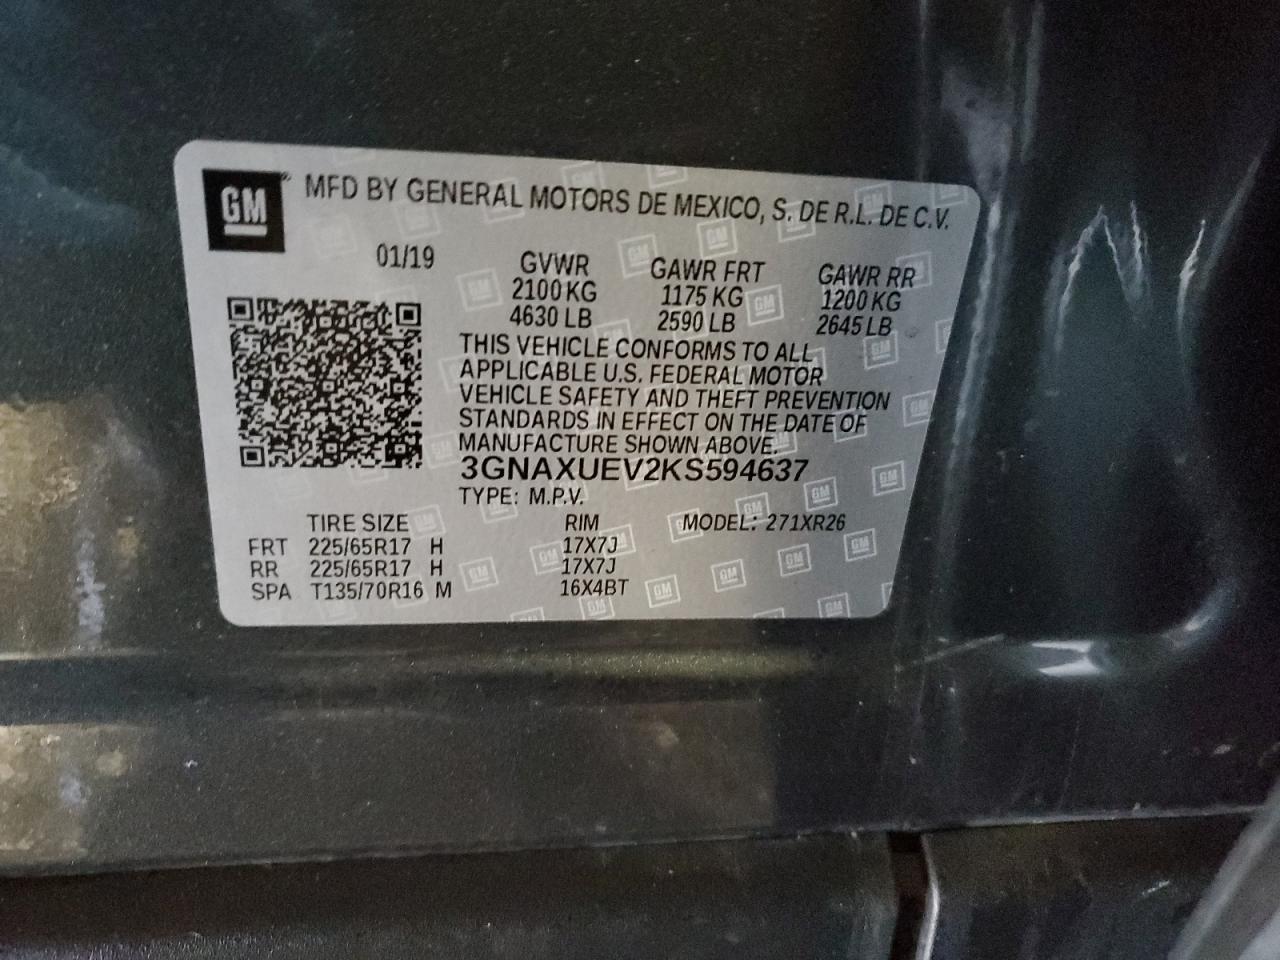 GM
MFD BY GENERAL MOTORS DE MEXICO, S. DE R.L. DE C.V.
01/19 GVWR GAWR FRT GAWR RR
2100 KG 1175 KG 1200 KG
4630 LB 2590 LB 2645 LB
THIS VEHICLE CONFORMS TO ALL
APPLICABLE U.S. FEDERAL MOTOR
VEHICLE SAFETY AND THEFT PREVENTION
STANDARDS IN EFFECT ON THE DATE OF
MANUFACTURE SHOWN ABOVE.
3GNAXUEV2KS594637
TYPE: M.P.V.
TIRE SIZE RIM MODEL: 271XR26
FRT 225/65R17 H 17X7J
RR 225/65R17 H 17X7J
SPA T135/70R16 M 16X4BT